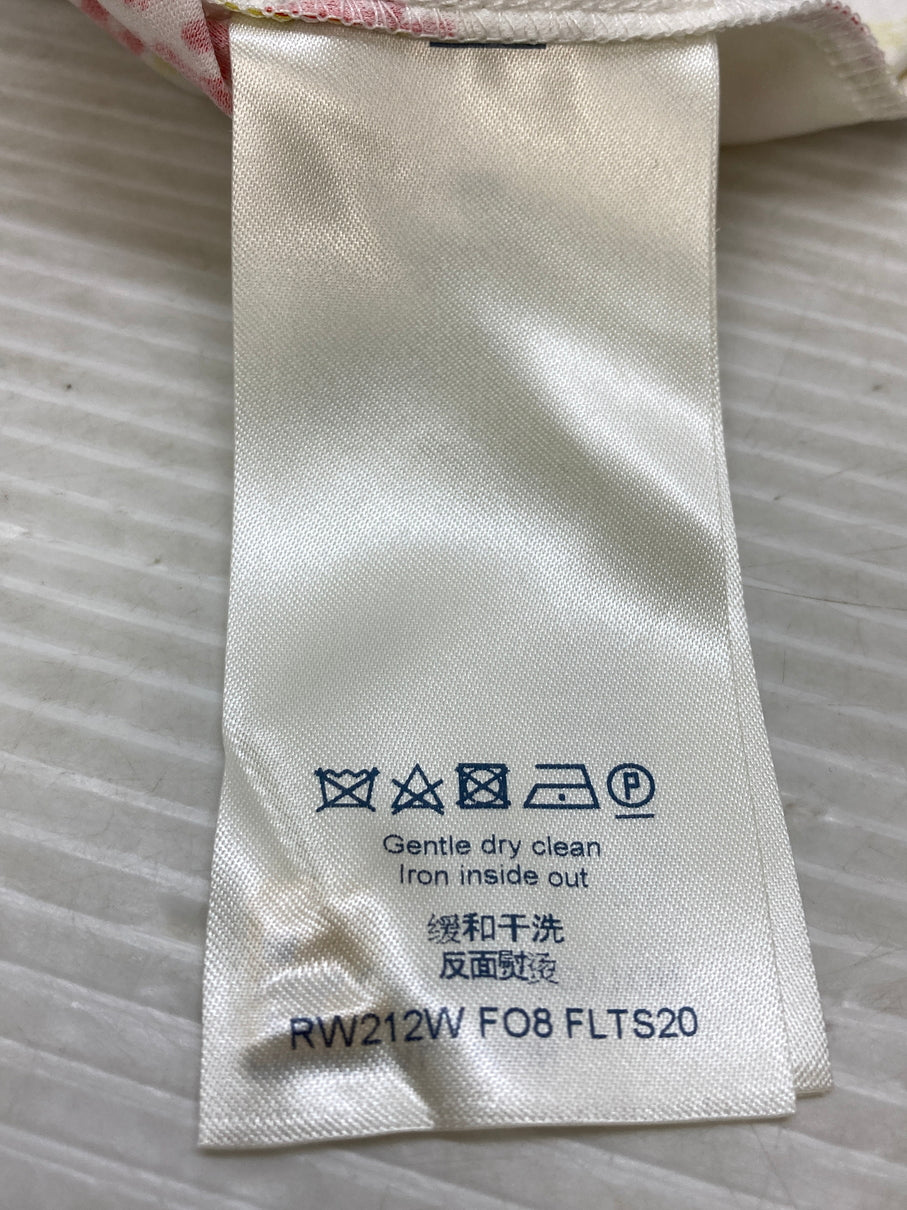 P
Gentle dry clean
Iron inside out
缓和干洗
反面熨烫
RW212W FO8 FLTS20